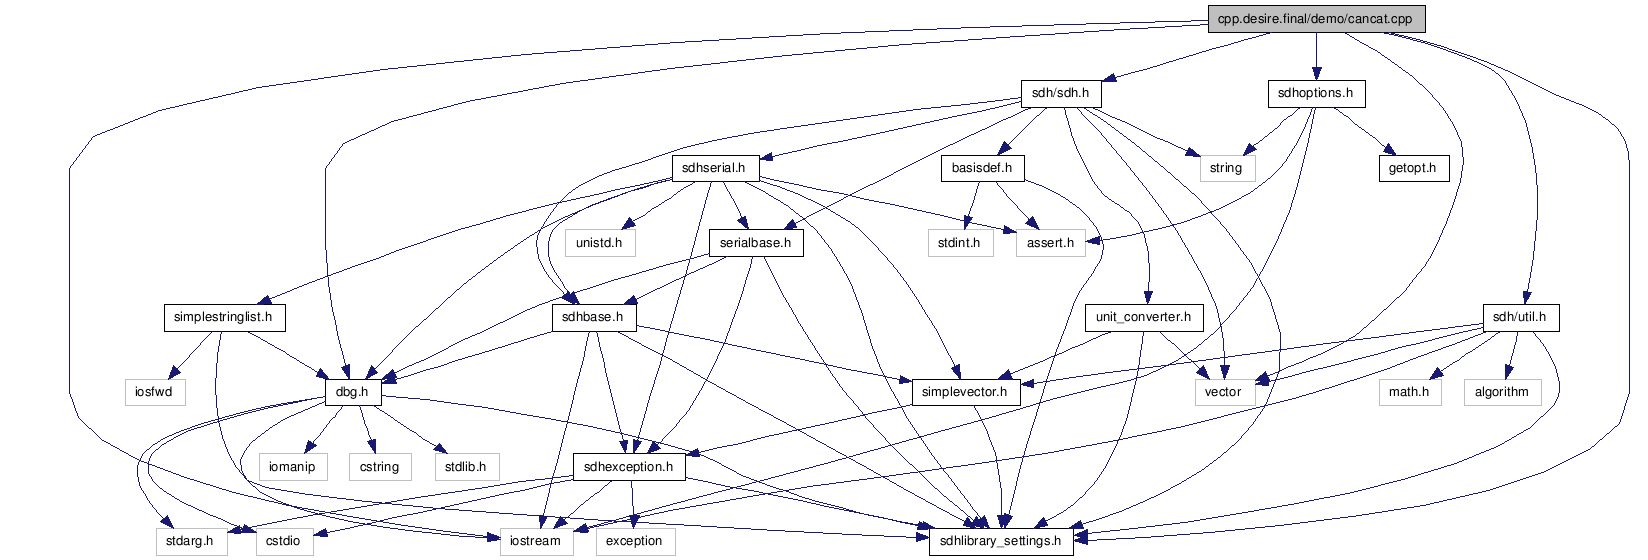 cpp.desire.final/demo/cancat.cpp
sdh/sdh.h
sdhoptions.h
sdhserial.h
basisdef.h
string
getopt.h
unistd.h
serialbase.h
stdint.h
assert.h
simplestringlist.h
sdhbase.h
unit_converter.h
sdh/util.h
iosfwd
dbg.h
simplevector.h
vector
math.h
algorithm
iomanip
cstring
stdlib.h
sdhexception.h
stdarg.h
cstdio
iostream
exception
sdhlibrary_settings.h